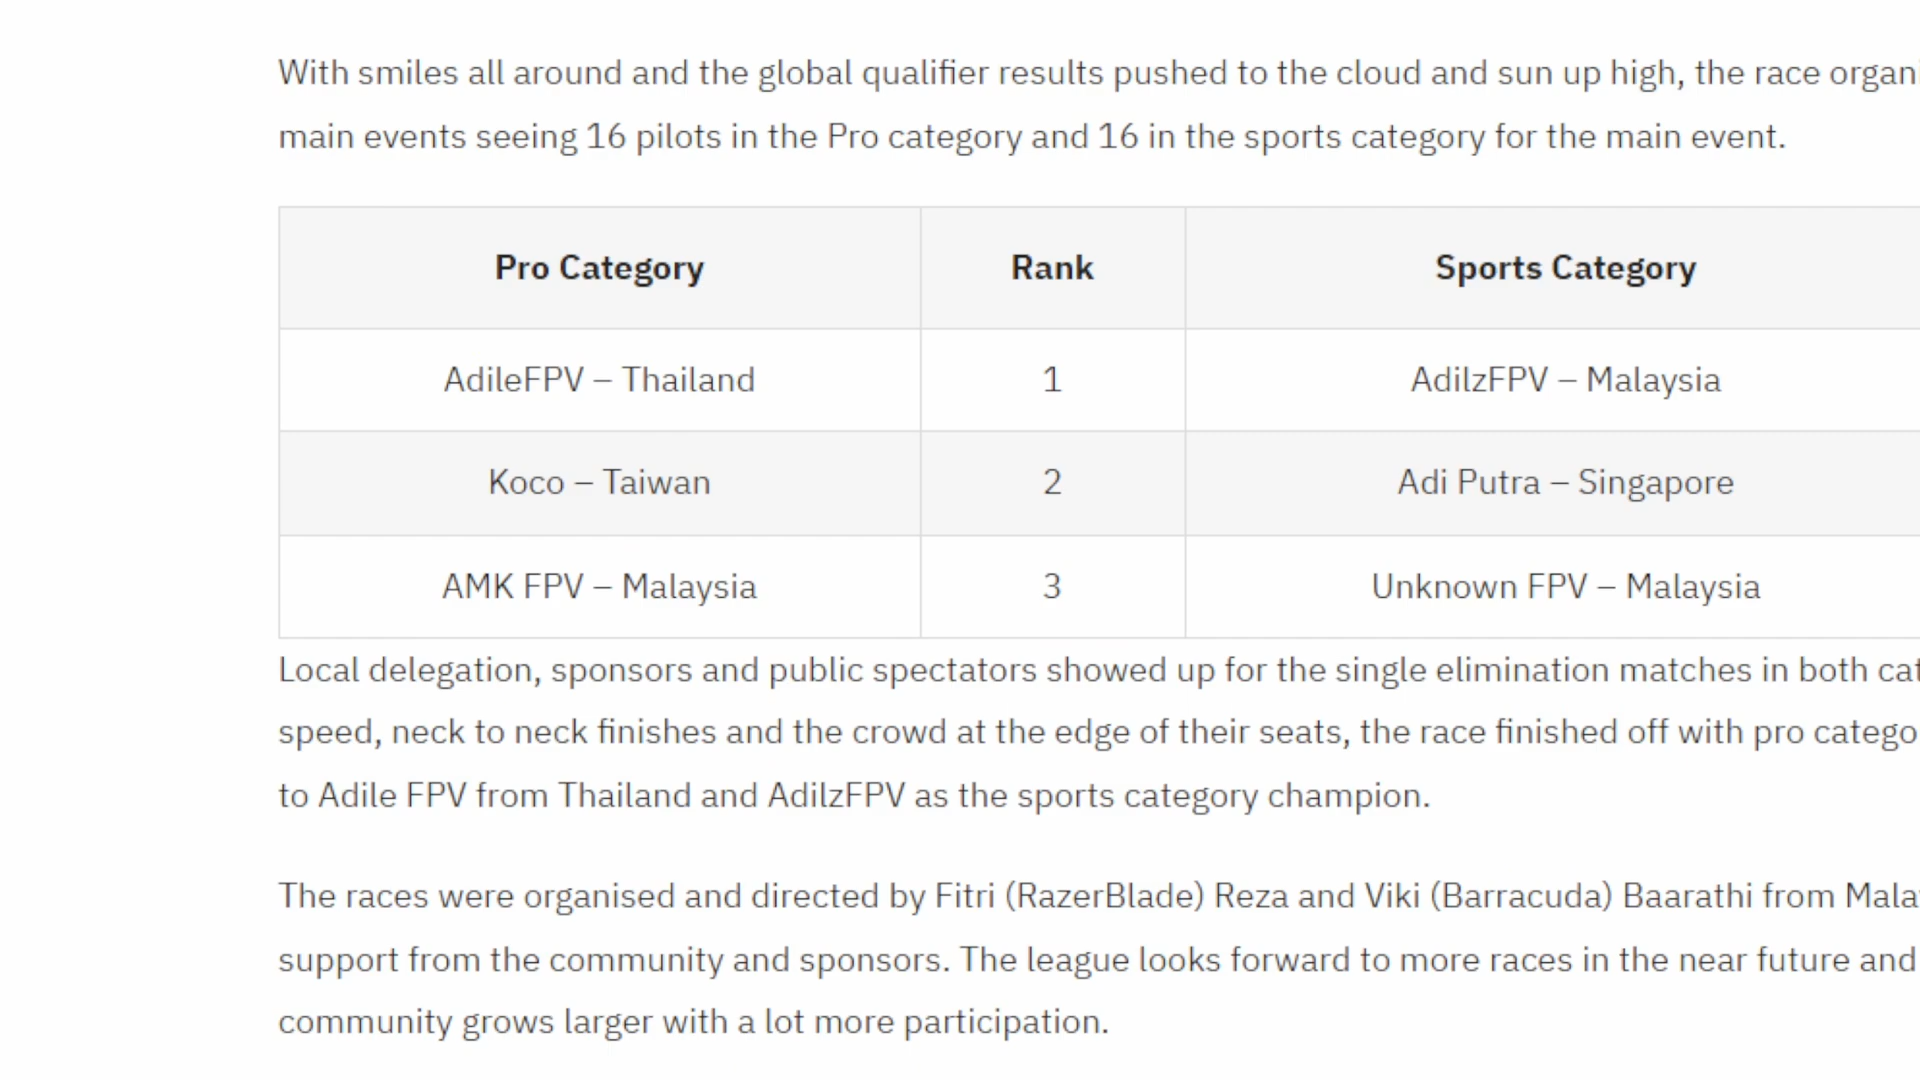 With smiles all around and the global qualifier results pushed to the cloud and sun up high, the race
main events seeing 16 pilots in the Pro category and 16 in the sports category for the main event.
Pro Category Rank Sports Category
AdileFPV – Thailand 1 AdilzFPV – Malaysia
Koco – Taiwan 2 Adi Putra – Singapore
AMK FPV – Malaysia 3 Unknown FPV – Malaysia
Local delegation, sponsors and public spectators showed up for the single elimination matches in both
speed, neck to neck finishes and the crowd at the edge of their seats, the race finished off with pro
to Adile FPV from Thailand and AdilzFPV as the sports category champion.
The races were organised and directed by Fitri (RazerBlade) Reza and Viki (Barracuda) Baarathi from
support from the community and sponsors. The league looks forward to more races in the near future and
community grows larger with a lot more participation.